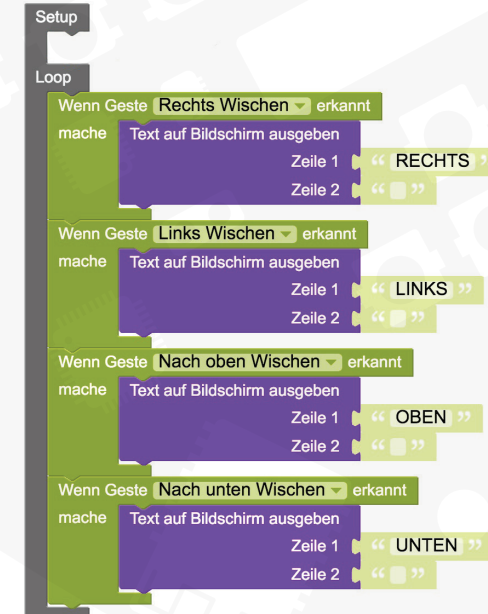 Setup
Loop
Wenn Geste Rechts Wischen erkannt
mache Text auf Bildschirm ausgeben
Zeile 1 “ RECHTS ”
Zeile 2 “ ”
Wenn Geste Links Wischen erkannt
mache Text auf Bildschirm ausgeben
Zeile 1 “ LINKS ”
Zeile 2 “ ”
Wenn Geste Nach oben Wischen erkannt
mache Text auf Bildschirm ausgeben
Zeile 1 “ OBEN ”
Zeile 2 “ ”
Wenn Geste Nach unten Wischen erkannt
mache Text auf Bildschirm ausgeben
Zeile 1 “ UNTEN ”
Zeile 2 “ ”